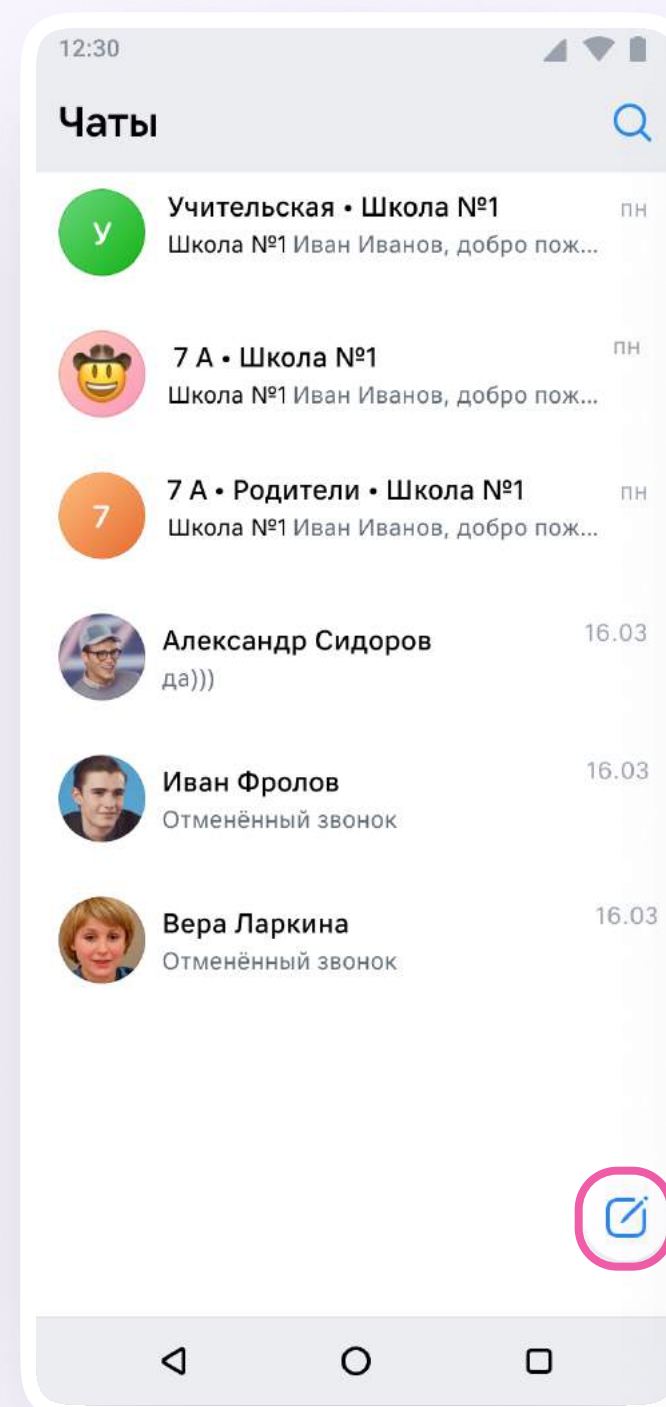 12:30
Чаты
У
Учительская • Школа №1
пн
Школа №1 Иван Иванов, добро пож...
7 А • Школа №1
пн
Школа №1 Иван Иванов, добро пож...
7
7 А • Родители • Школа №1
пн
Школа №1 Иван Иванов, добро пож...
Александр Сидоров
16.03
да)))
Иван Фролов
16.03
Отменённый звонок
Вера Ларкина
16.03
Отменённый звонок